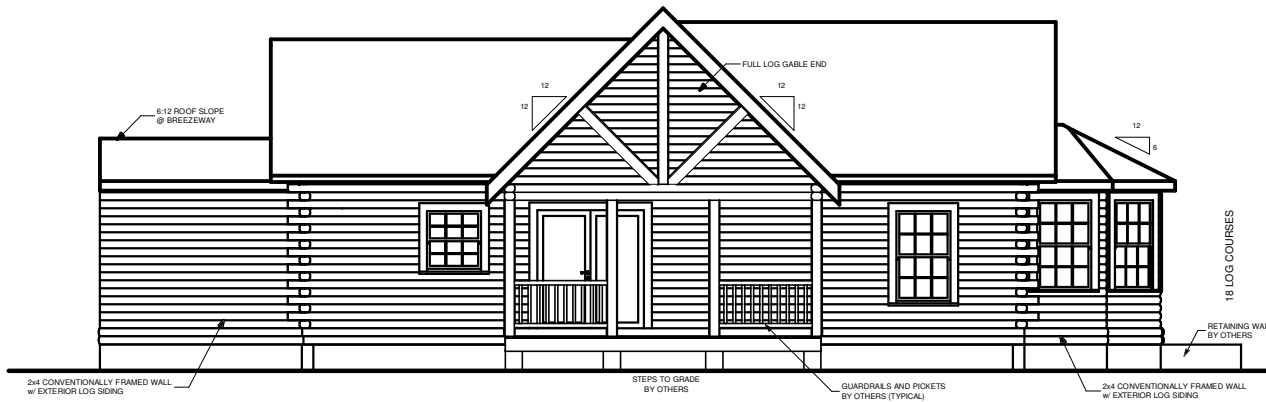 FULL LOG GABLE END
12
12
12
12
6:12 ROOF SLOPE
@ BREEZEWAY
12
6
18 LOG COURSES
RETAINING WA
BY OTHERS
2x4 CONVENTIONALLY FRAMED WALL
w/ EXTERIOR LOG SIDING
STEPS TO GRADE
BY OTHERS
GUARDRAILS AND PICKETS
BY OTHERS (TYPICAL)
2x4 CONVENTIONALLY FRAMED WALL
w/ EXTERIOR LOG SIDING